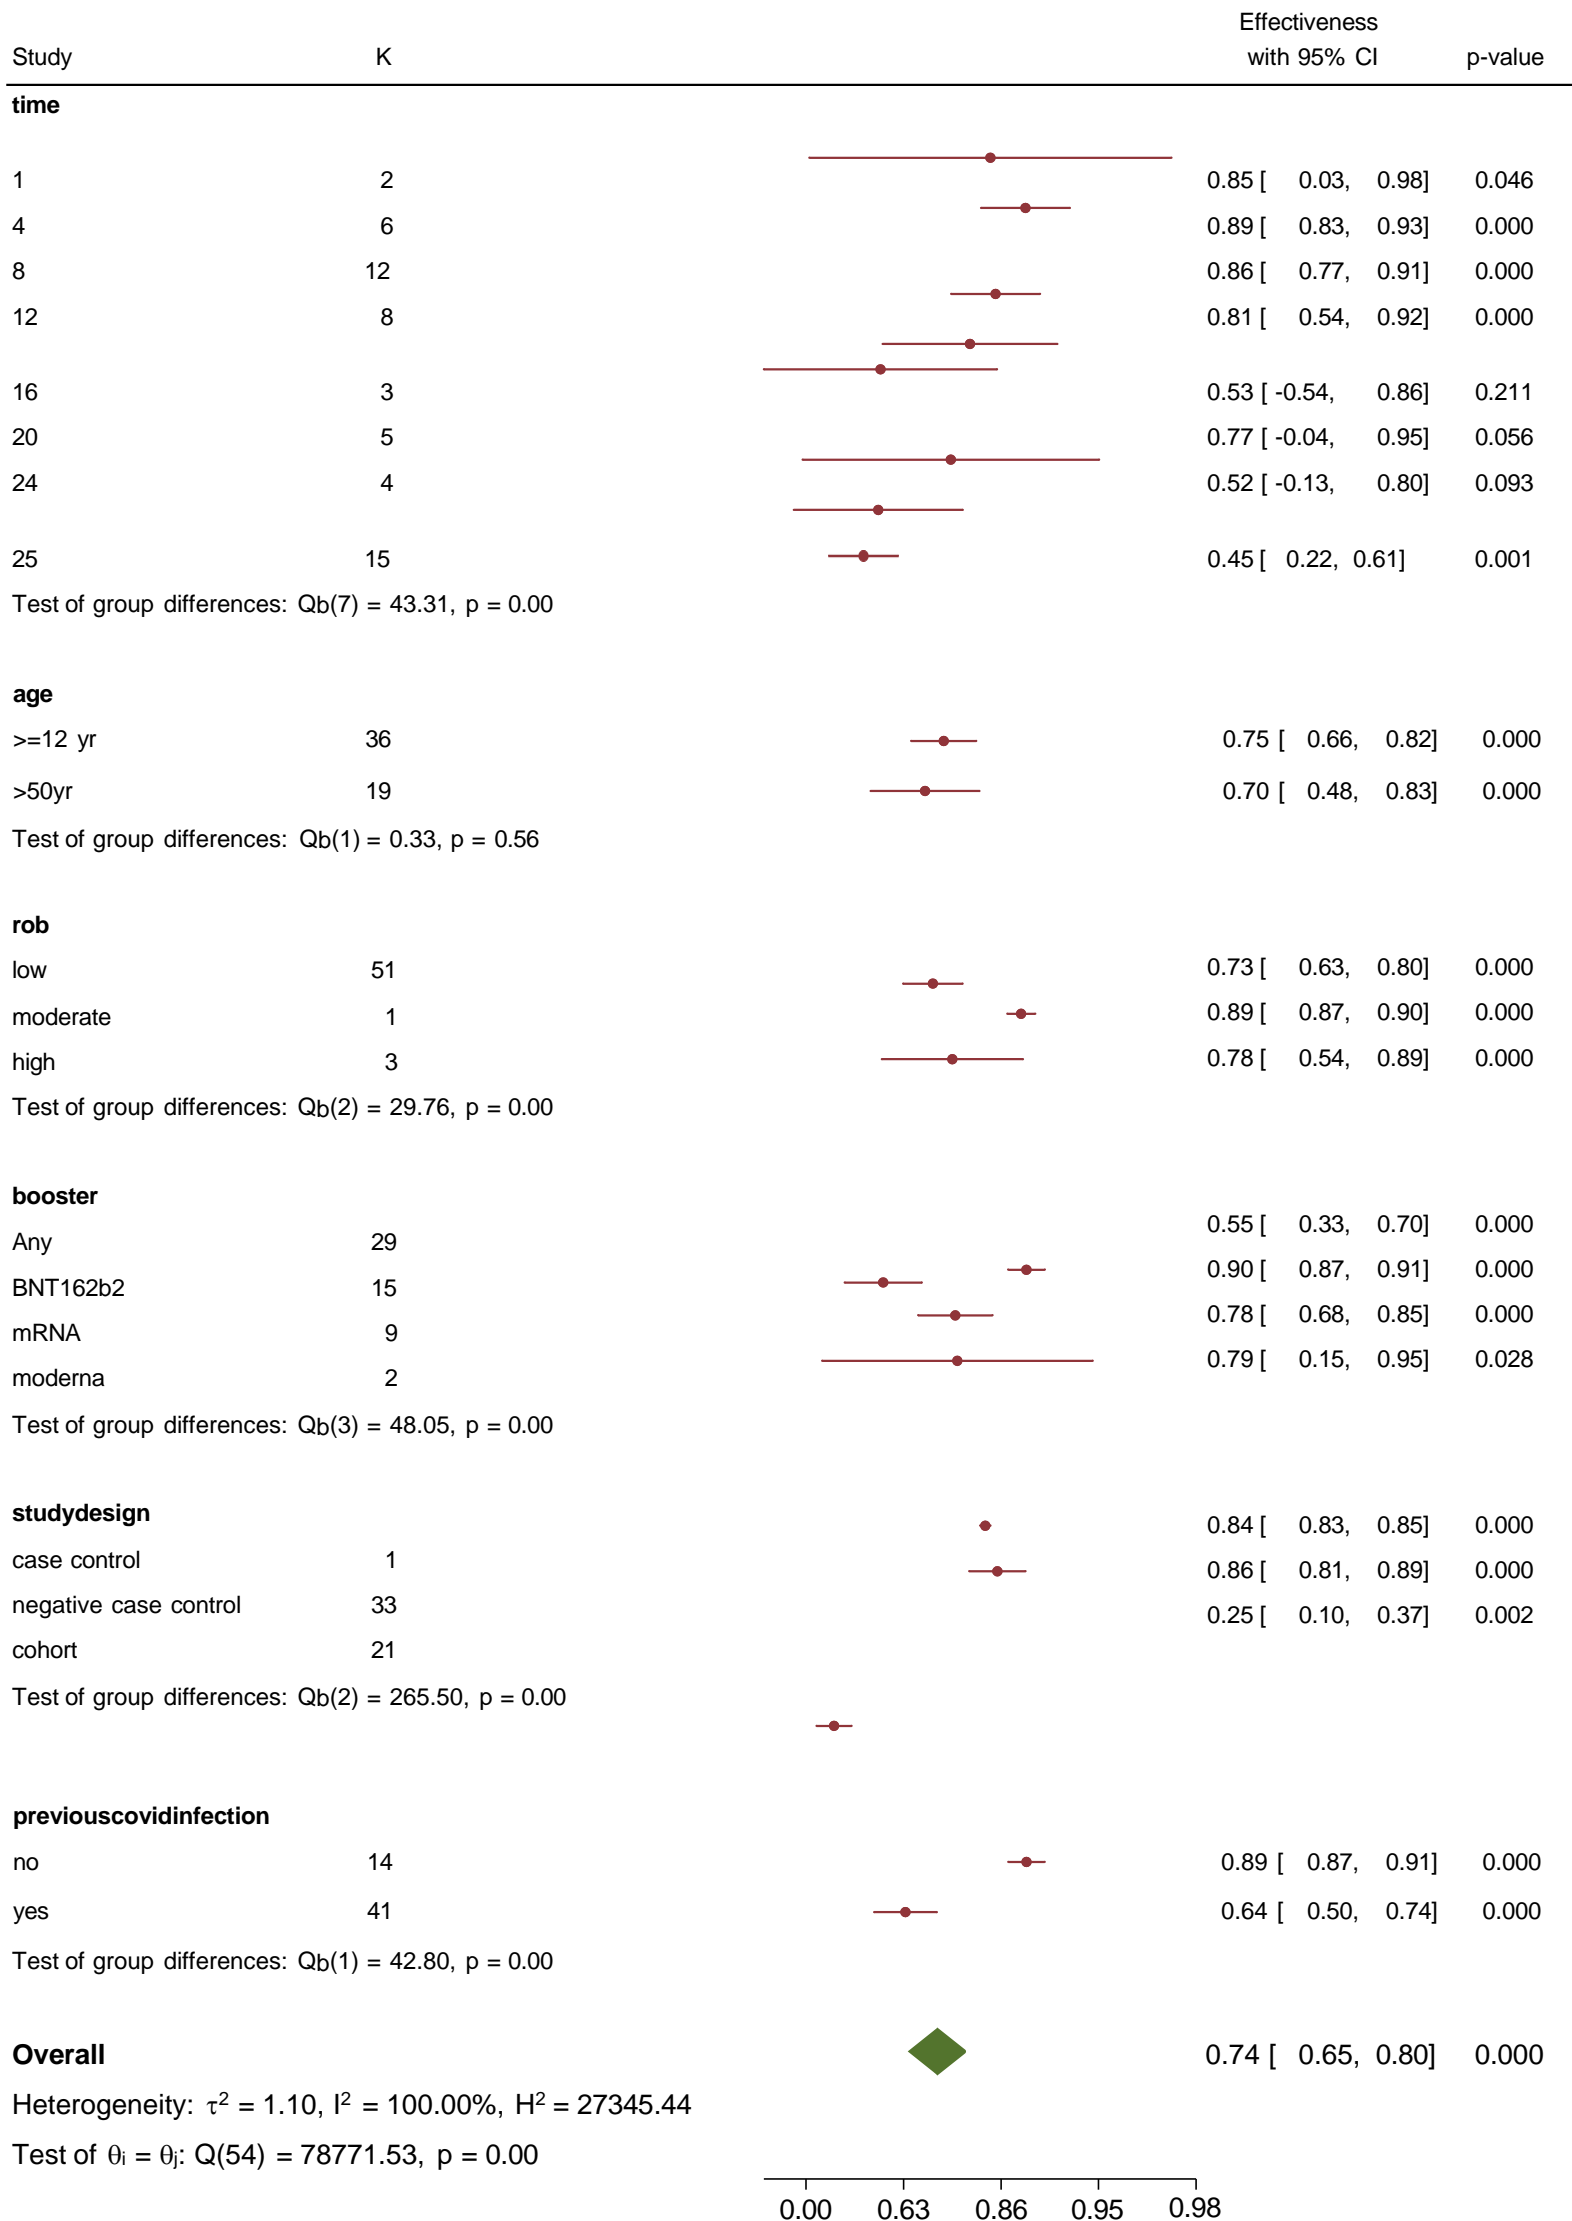 Effectiveness
Study K with 95% CI p-value
time
1 2 0.85 [ 0.03, 0.98] 0.046
4 6 0.89 [ 0.83, 0.93] 0.000
8 12 0.86 [ 0.77, 0.91] 0.000
12 8 0.81 [ 0.54, 0.92] 0.000
16 3 0.53 [ -0.54, 0.86] 0.211
20 5 0.77 [ -0.04, 0.95] 0.056
24 4 0.52 [ -0.13, 0.80] 0.093
25 15 0.45 [ 0.22, 0.61] 0.001
Test of group differences: Qb(7) = 43.31, p = 0.00
age
>=12 yr 36 0.75 [ 0.66, 0.82] 0.000
>50yr 19 0.70 [ 0.48, 0.83] 0.000
Test of group differences: Qb(1) = 0.33, p = 0.56
rob
low 51 0.73 [ 0.63, 0.80] 0.000
moderate 1 0.89 [ 0.87, 0.90] 0.000
high 3 0.78 [ 0.54, 0.89] 0.000
Test of group differences: Qb(2) = 29.76, p = 0.00
booster
Any 29 0.55 [ 0.33, 0.70] 0.000
BNT162b2 15 0.90 [ 0.87, 0.91] 0.000
mRNA 9 0.78 [ 0.68, 0.85] 0.000
moderna 2 0.79 [ 0.15, 0.95] 0.028
Test of group differences: Qb(3) = 48.05, p = 0.00
studydesign
case control 1 0.84 [ 0.83, 0.85] 0.000
negative case control 33 0.86 [ 0.81, 0.89] 0.000
cohort 21 0.25 [ 0.10, 0.37] 0.002
Test of group differences: Qb(2) = 265.50, p = 0.00
previouscovidinfection
no 14 0.89 [ 0.87, 0.91] 0.000
yes 41 0.64 [ 0.50, 0.74] 0.000
Test of group differences: Qb(1) = 42.80, p = 0.00
Overall 0.74 [ 0.65, 0.80] 0.000
Heterogeneity: τ² = 1.10, I² = 100.00%, H² = 27345.44
Test of θᵢ = θⱼ: Q(54) = 78771.53, p = 0.00
0.00 0.63 0.86 0.95 0.98